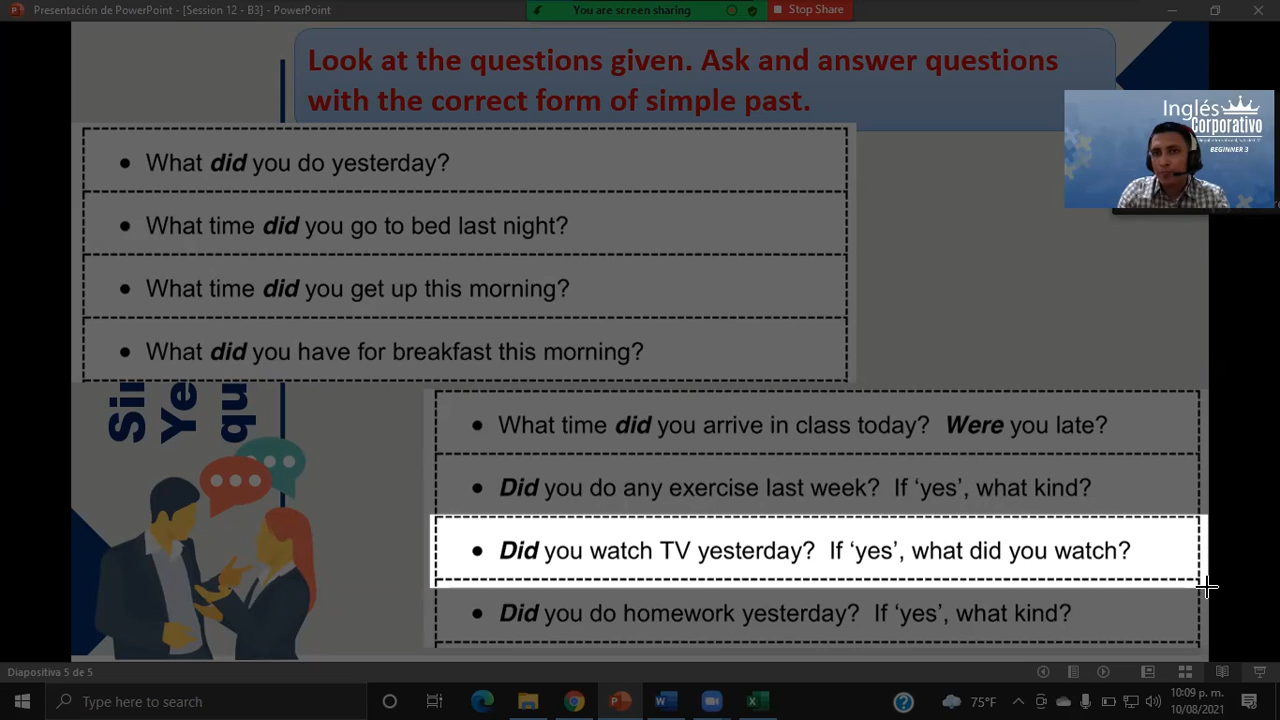 Presentación de PowerPoint - [Session 12 - B3] - PowerPoint
You are screen sharing
Stop Share
Look at the questions given. Ask and answer questions
with the correct form of simple past.
Inglés
Corporativo
BEGINNER 3
• What did you do yesterday?
• What time did you go to bed last night?
• What time did you get up this morning?
• What did you have for breakfast this morning?
• What time did you arrive in class today? Were you late?
• Did you do any exercise last week? If ‘yes’, what kind?
• Did you watch TV yesterday? If ‘yes’, what did you watch?
• Did you do homework yesterday? If ‘yes’, what kind?
Diapositiva 5 de 5
Type here to search
75°F
10:09 p. m.
10/08/2021